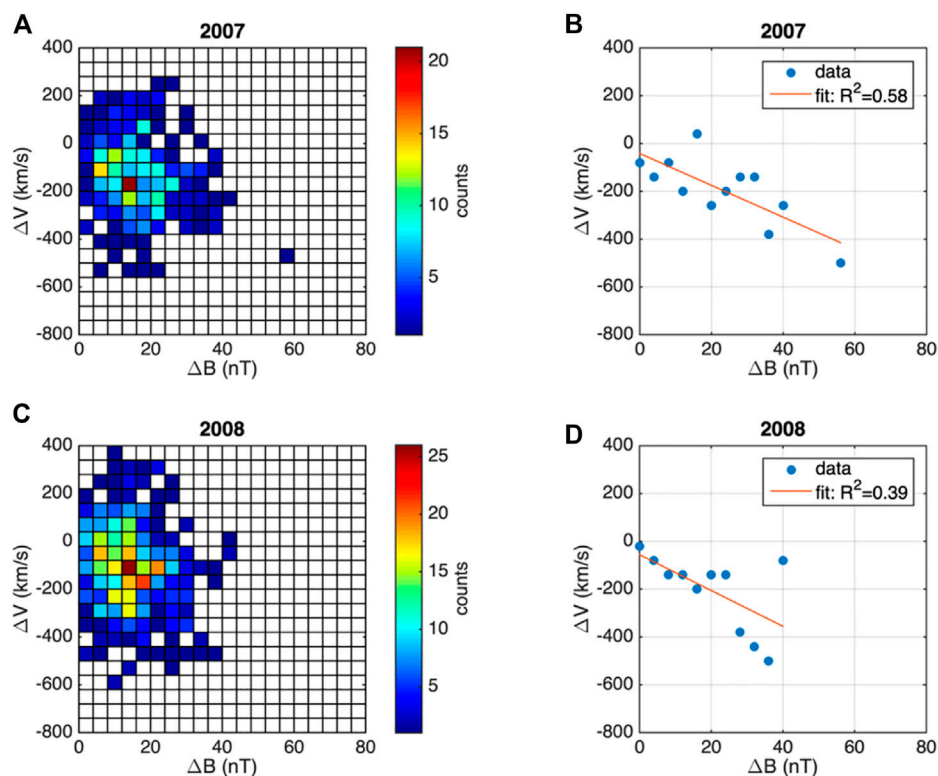 A
2007
400
200
0
-200
-400
-600
-800
ΔV (km/s)
0 20 40 60 80
ΔB (nT)
20
15
10
5
counts
B
2007
400
200
0
-200
-400
-600
-800
ΔV (km/s)
data
fit: R²=0.58
0 20 40 60 80
ΔB (nT)
C
2008
400
200
0
-200
-400
-600
-800
ΔV (km/s)
0 20 40 60 80
ΔB (nT)
25
20
15
10
5
counts
D
2008
400
200
0
-200
-400
-600
-800
ΔV (km/s)
data
fit: R²=0.39
0 20 40 60 80
ΔB (nT)